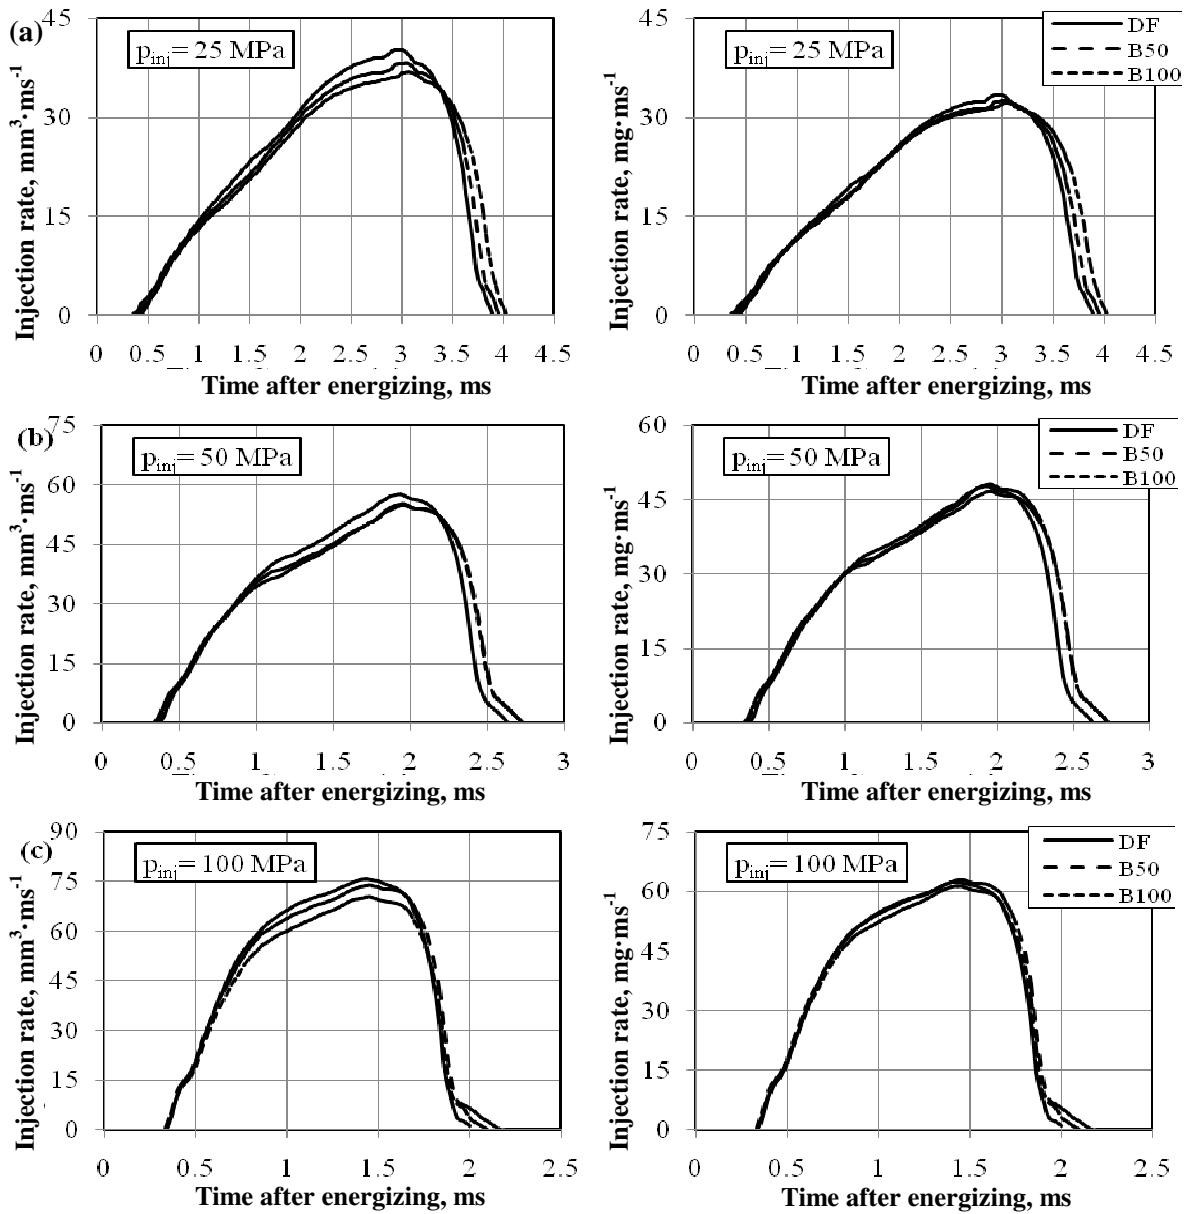 (a)
Injection rate, mm³·ms⁻¹
45
30
15
0
p_inj = 25 MPa
0 0.5 1 1.5 2 2.5 3 3.5 4 4.5
Time after energizing, ms
Injection rate, mg·ms⁻¹
45
30
15
0
p_inj = 25 MPa
DF
B50
B100
0 0.5 1 1.5 2 2.5 3 3.5 4 4.5
Time after energizing, ms
(b)
Injection rate, mm³·ms⁻¹
75
60
45
30
15
0
p_inj = 50 MPa
0 0.5 1 1.5 2 2.5 3
Time after energizing, ms
Injection rate, mg·ms⁻¹
60
45
30
15
0
p_inj = 50 MPa
DF
B50
B100
0 0.5 1 1.5 2 2.5 3
Time after energizing, ms
(c)
Injection rate, mm³·ms⁻¹
90
75
60
45
30
15
0
p_inj = 100 MPa
0 0.5 1 1.5 2 2.5
Time after energizing, ms
Injection rate, mg·ms⁻¹
75
60
45
30
15
0
p_inj = 100 MPa
DF
B50
B100
0 0.5 1 1.5 2 2.5
Time after energizing, ms